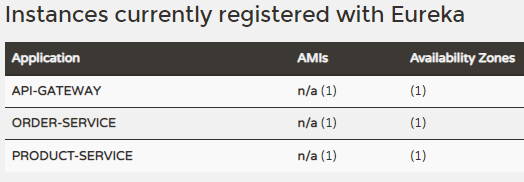 Instances currently registered with Eureka
Application AMIs Availability Zones
API-GATEWAY n/a (1) (1)
ORDER-SERVICE n/a (1) (1)
PRODUCT-SERVICE n/a (1) (1)